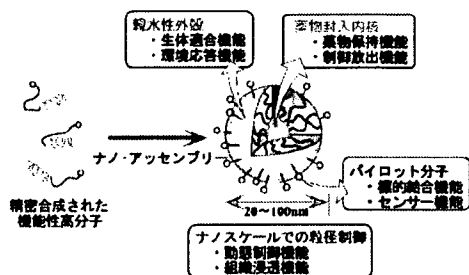 親水性外殻
・生体適合機能
・環境応答機能
薬物封入内核
・薬物保持機能
・制御放出機能
ナノ・アッセンブリー
精密合成された
機能性高分子
パイロット分子
・標的結合機能
・センサー機能
20〜100nm
ナノスケールでの粒径制御
・動態制御機能
・組織浸透機能